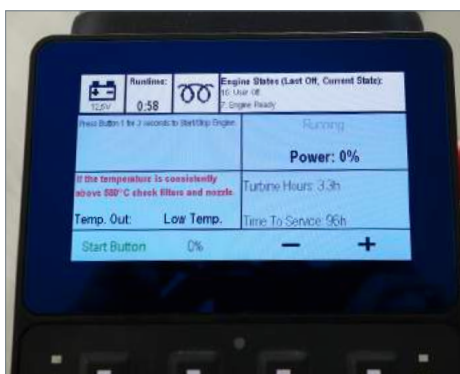 Runtime:
12,5V
0:58
Engine States (Last Off, Current State):
10: User Off
7: Engine Ready
Press Button 1 for 3 seconds to Start/Stop Engine.
Running
Power: 0%
If the temperature is consistently
above 580°C check filters and nozzle.
Temp. Out: Low Temp.
Turbine Hours: 3.3h
Time To Service: 96h
Start Button 0% − +